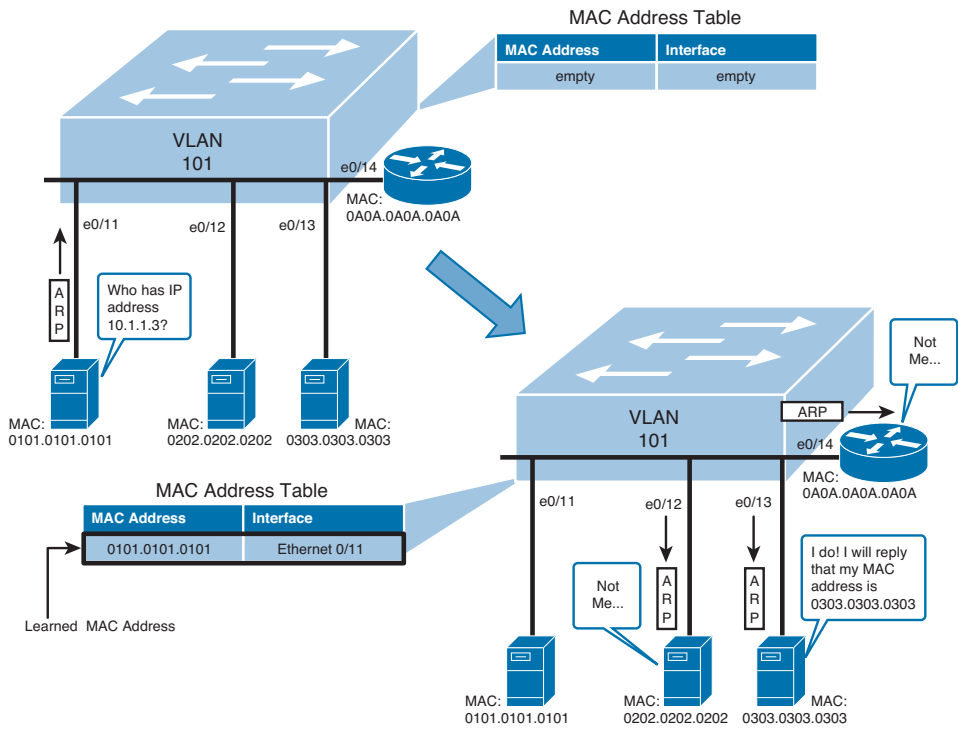 MAC Address Table
MAC Address Interface
empty empty
VLAN
101
e0/14
MAC:
0A0A.0A0A.0A0A
e0/11
e0/12
e0/13
A
R
P
Who has IP
address
10.1.1.3?
MAC:
0101.0101.0101
MAC:
0202.0202.0202
MAC:
0303.0303.0303
Not
Me...
ARP
VLAN
101
e0/14
MAC:
0A0A.0A0A.0A0A
MAC Address Table
MAC Address Interface
0101.0101.0101 Ethernet 0/11
Learned MAC Address
e0/11
e0/12
e0/13
Not
Me...
A
R
P
A
R
P
I do! I will reply
that my MAC
address is
0303.0303.0303
MAC:
0101.0101.0101
MAC:
0202.0202.0202
MAC:
0303.0303.0303